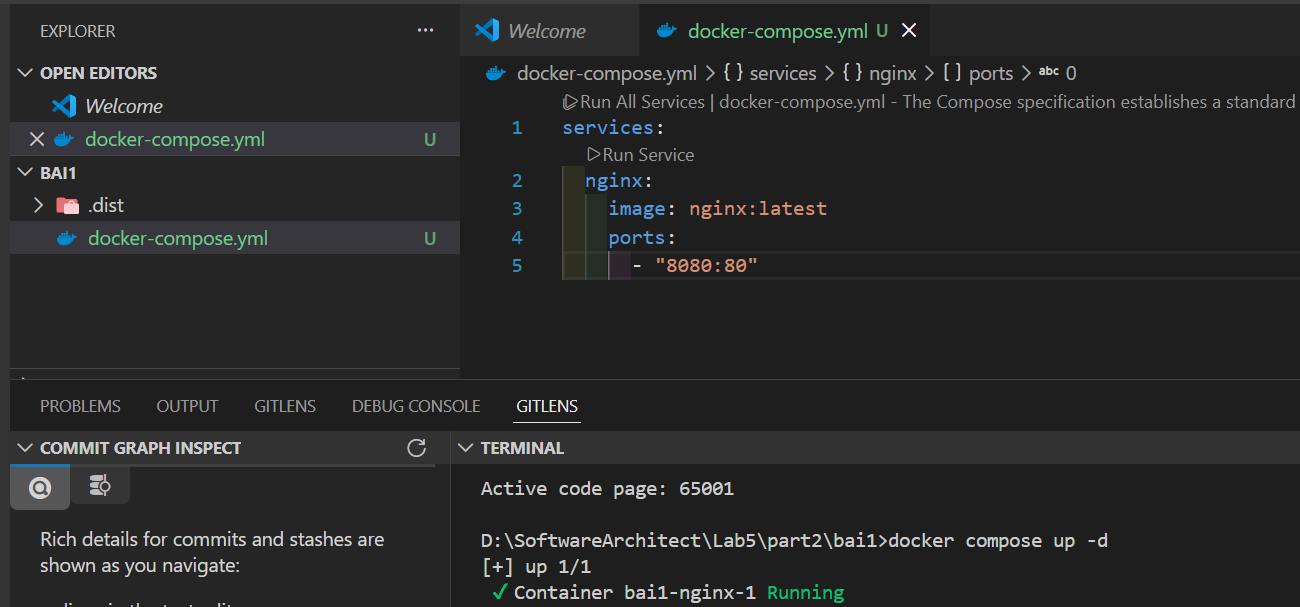 EXPLORER ...
OPEN EDITORS
Welcome
docker-compose.yml U
BAI1
.dist
docker-compose.yml U
Welcome
docker-compose.yml U
docker-compose.yml > { } services > { } nginx > [ ] ports > abc 0
Run All Services | docker-compose.yml - The Compose specification establishes a standard
1 services:
Run Service
2 nginx:
3 image: nginx:latest
4 ports:
5 - "8080:80"
PROBLEMS OUTPUT GITLENS DEBUG CONSOLE GITLENS
COMMIT GRAPH INSPECT
Rich details for commits and stashes are
shown as you navigate:
TERMINAL
Active code page: 65001
D:\SoftwareArchitect\Lab5\part2\bai1>docker compose up -d
[+] up 1/1
✓ Container bai1-nginx-1 Running